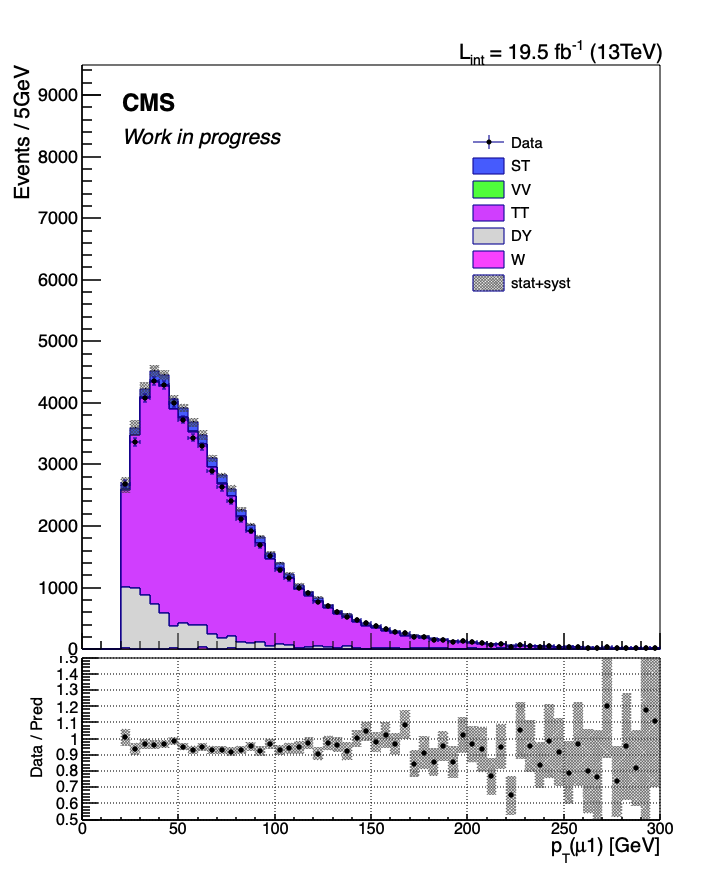 L_int = 19.5 fb⁻¹ (13TeV)
Events / 5GeV
9000
8000
7000
6000
5000
4000
3000
2000
1000
0
CMS
Work in progress
Data
ST
VV
TT
DY
W
stat+syst
Data / Pred
1.5
1.4
1.3
1.2
1.1
1
0.9
0.8
0.7
0.6
0.5
0 50 100 150 200 250 300
p_T(μ1) [GeV]